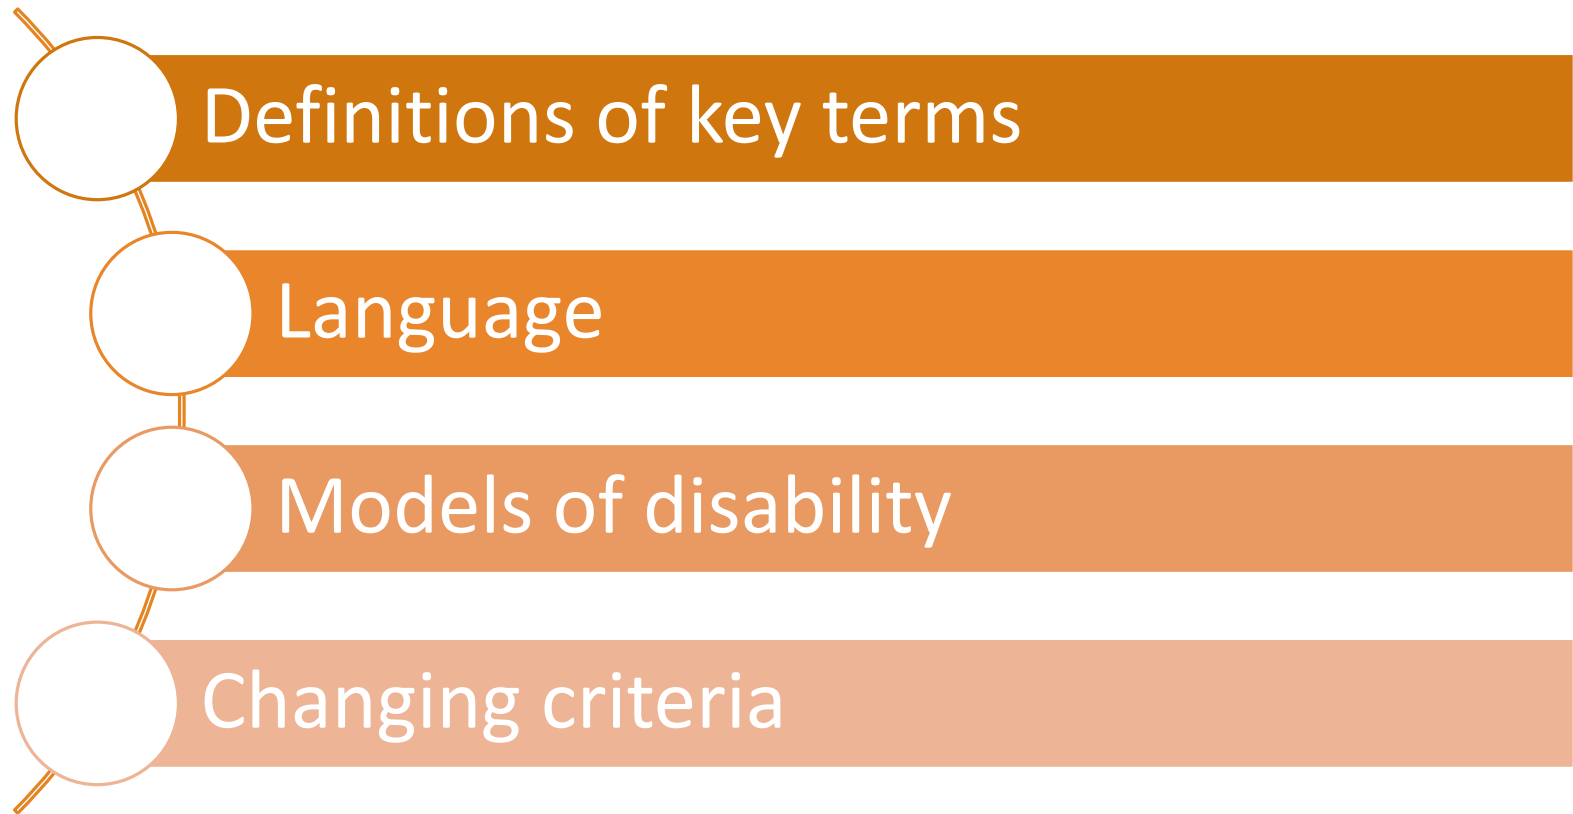 Definitions of key terms
Language
Models of disability
Changing criteria